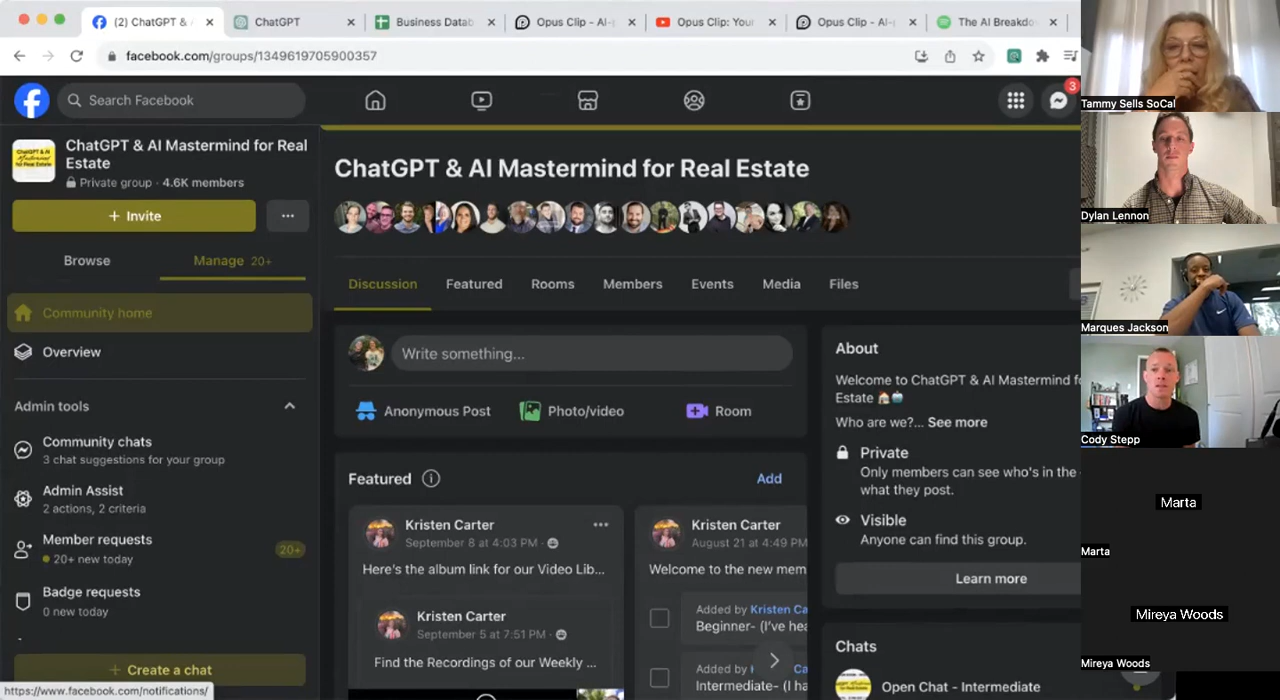 (2) ChatGPT &
ChatGPT
Business Datab
Opus Clip - AI-
Opus Clip: Your
Opus Clip - AI-
The AI Breakdo
facebook.com/groups/1349619705900357
Search Facebook
3
ChatGPT & AI Mastermind for Real
Estate
Private group · 4.6K members
+ Invite
Browse
Manage 20+
Community home
Overview
Admin tools
Community chats
3 chat suggestions for your group
Admin Assist
2 actions, 2 criteria
Member requests
20+ new today
20+
Badge requests
0 new today
+ Create a chat
https://www.facebook.com/notifications/
ChatGPT & AI Mastermind for Real Estate
Discussion
Featured
Rooms
Members
Events
Media
Files
Write something...
Anonymous Post
Photo/video
Room
Featured
Add
Kristen Carter
September 8 at 4:03 PM ·
Here's the album link for our Video Lib...
Kristen Carter
September 5 at 7:51 PM ·
Find the Recordings of our Weekly ...
Kristen Carter
August 21 at 4:49 PM
Welcome to the new mem
Added by Kristen Ca
Beginner- (I've hea
Added by
Intermediate- (I ha
About
Welcome to ChatGPT & AI Mastermind f
Estate
Who are we?... See more
Private
Only members can see who's in the
what they post.
Visible
Anyone can find this group.
Learn more
Chats
Open Chat - Intermediate
Tammy Sells SoCal
Dylan Lennon
Marques Jackson
Cody Stepp
Marta
Marta
Mireya Woods
Mireya Woods